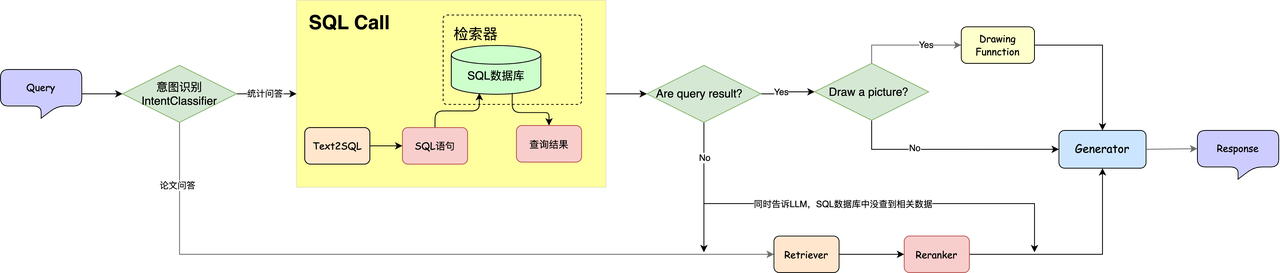 SQL Call
检索器
SQL数据库
Text2SQL
SQL语句
查询结果
Query
意图识别
IntentClassifier
统计问答
论文问答
Are query result?
Yes
No
Draw a picture?
Yes
No
Drawing
Funnction
Generator
Response
同时告诉LLM，SQL数据库中没查到相关数据
Retriever
Reranker